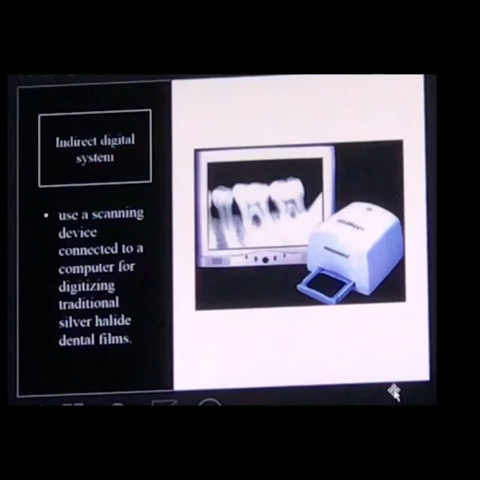 Indirect digital
system
• use a scanning
device
connected to a
computer for
digitizing
traditional
silver halide
dental films.